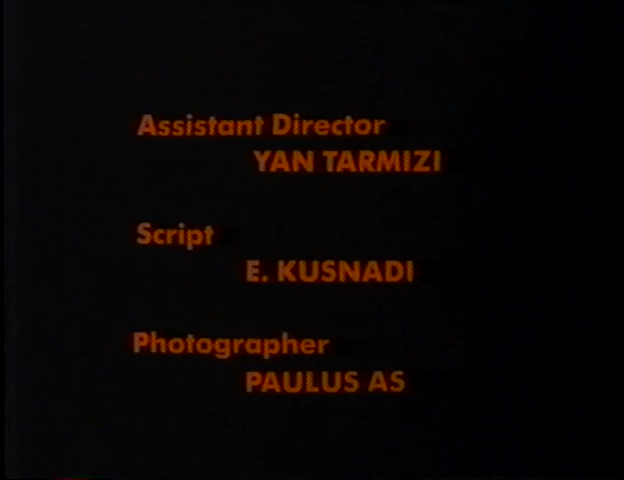 Assistant Director
YAN TARMIZI
Script
E. KUSNADI
Photographer
PAULUS AS